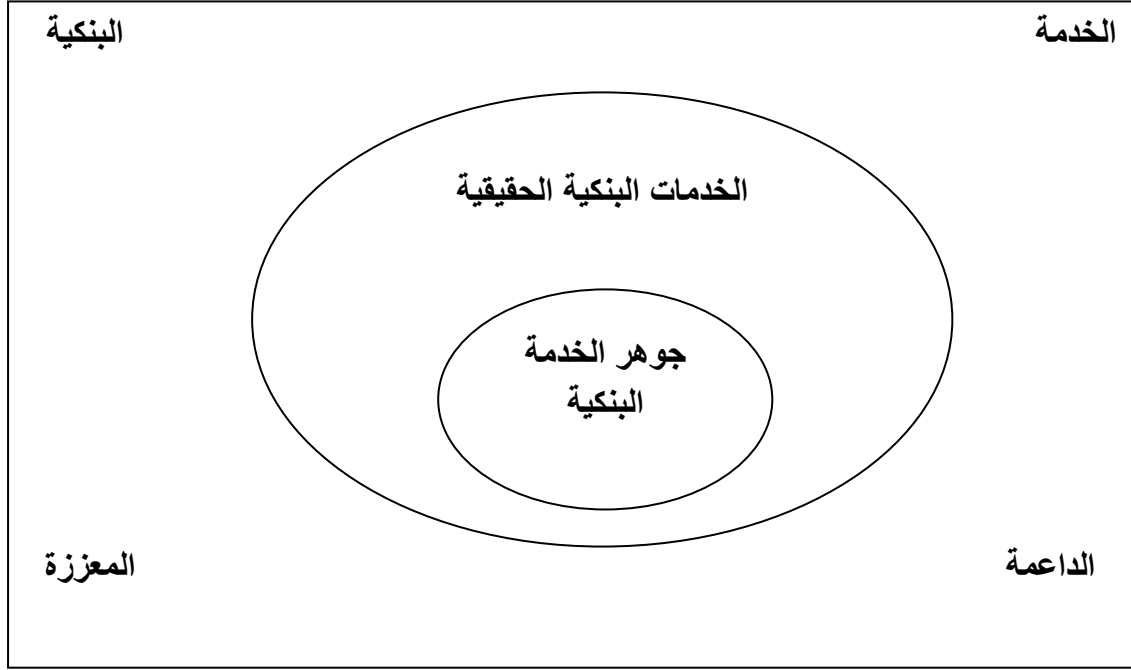 الخدمة البنكية
الخدمات البنكية الحقيقية
جوهر الخدمة
البنكية
الداعمة المعززة